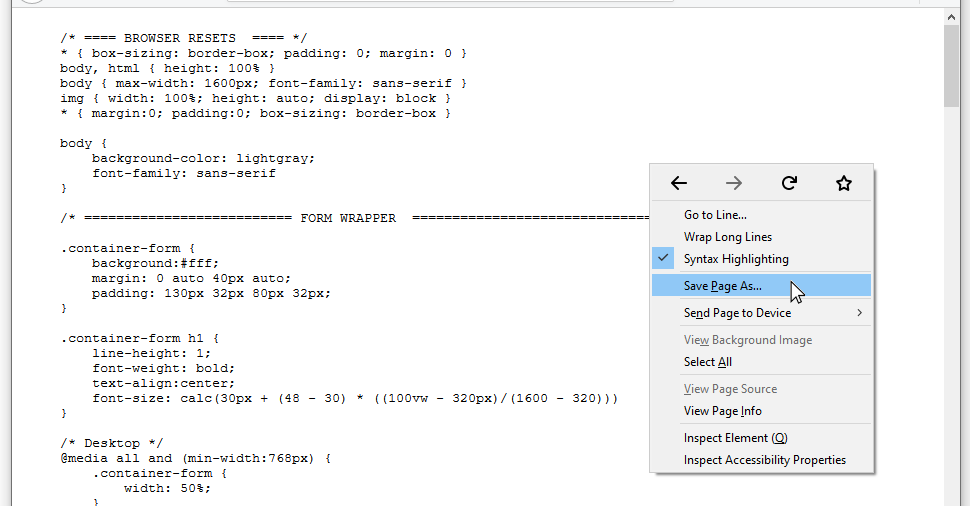 /* ==== BROWSER RESETS  ==== */
* { box-sizing: border-box; padding: 0; margin: 0 }
body, html { height: 100% }
body { max-width: 1600px; font-family: sans-serif }
img { width: 100%; height: auto; display: block }
* { margin:0; padding:0; box-sizing: border-box }
body {
    background-color: lightgray;
    font-family: sans-serif
}
/* ========================== FORM WRAPPER  ==============================
.container-form {
    background:#fff;
    margin: 0 auto 40px auto;
    padding: 130px 32px 80px 32px;
}
.container-form h1 {
    line-height: 1;
    font-weight: bold;
    text-align:center;
    font-size: calc(30px + (48 - 30) * ((100vw - 320px)/(1600 - 320)))
}
/* Desktop */
@media all and (min-width:768px) {
    .container-form {
        width: 50%;
    }
Go to Line...
Wrap Long Lines
Syntax Highlighting
Save Page As...
Send Page to Device
View Background Image
Select All
View Page Source
View Page Info
Inspect Element (Q)
Inspect Accessibility Properties